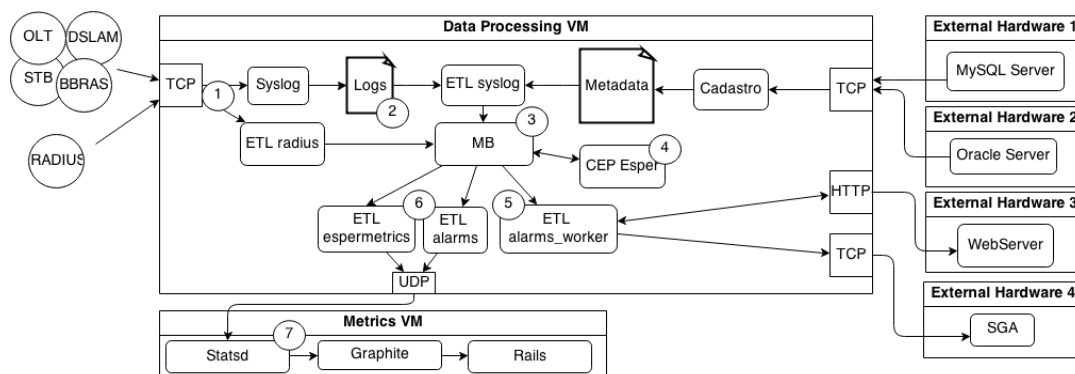 Data Processing VM
External Hardware 1
OLT
DSLAM
STB
BBRAS
TCP
Syslog
Logs
ETL syslog
Metadata
Cadastro
TCP
MySQL Server
1
2
External Hardware 2
RADIUS
ETL radius
3
MB
4
CEP Esper
Oracle Server
HTTP
External Hardware 3
6
5
ETL
espermetrics
ETL
alarms
ETL
alarms_worker
WebServer
TCP
UDP
External Hardware 4
SGA
Metrics VM
7
Statsd
Graphite
Rails